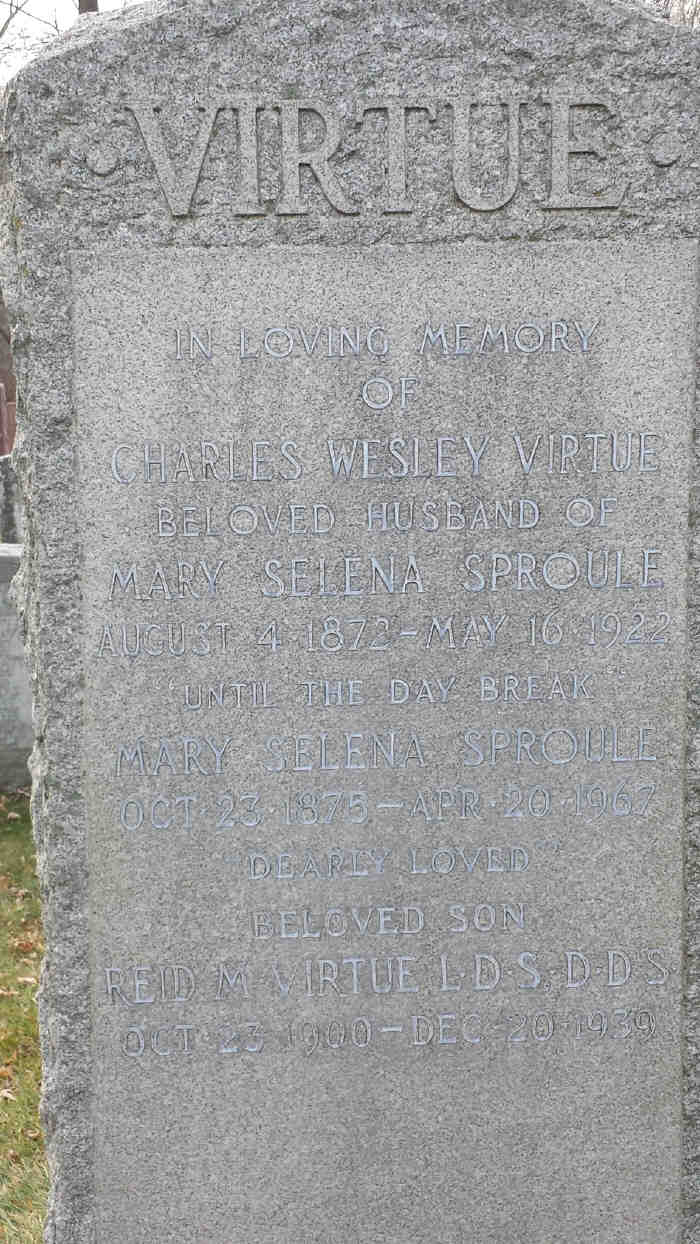 · VIRTUE ·
IN LOVING MEMORY
OF
CHARLES WESLEY VIRTUE
BELOVED HUSBAND OF
MARY SELENA SPROULE
AUGUST 4 1872 - MAY 16 1922
"UNTIL THE DAY BREAK"
MARY SELENA SPROULE
OCT·23·1875 - APR·20·1967
"DEARLY LOVED"
BELOVED SON
REID M·VIRTUE L·D·S, D·D·S
OCT·23·1900 - DEC·20·1939